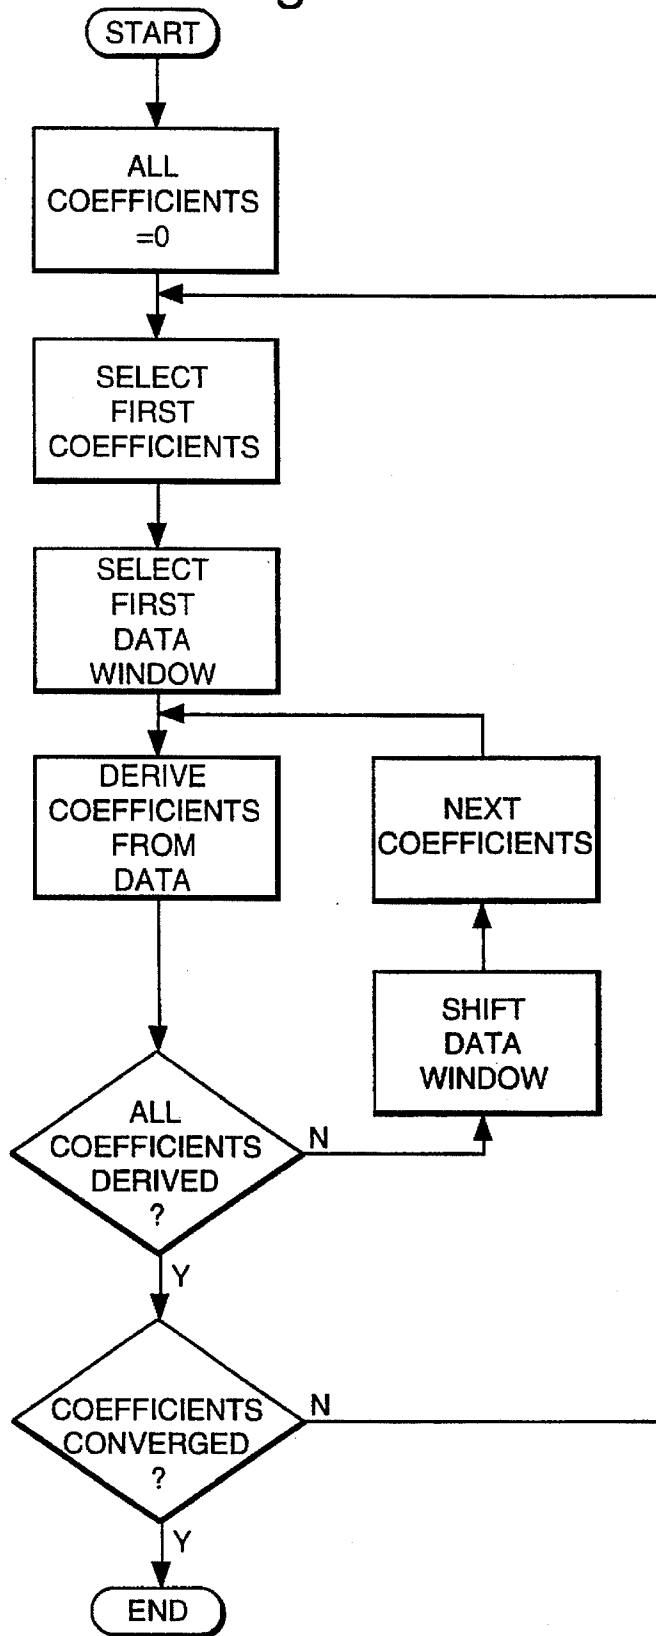 START
ALL
COEFFICIENTS
=0
SELECT
FIRST
COEFFICIENTS
SELECT
FIRST
DATA
WINDOW
DERIVE
COEFFICIENTS
FROM
DATA
NEXT
COEFFICIENTS
SHIFT
DATA
WINDOW
ALL
COEFFICIENTS
DERIVED
?
N
Y
COEFFICIENTS
CONVERGED
?
N
Y
END